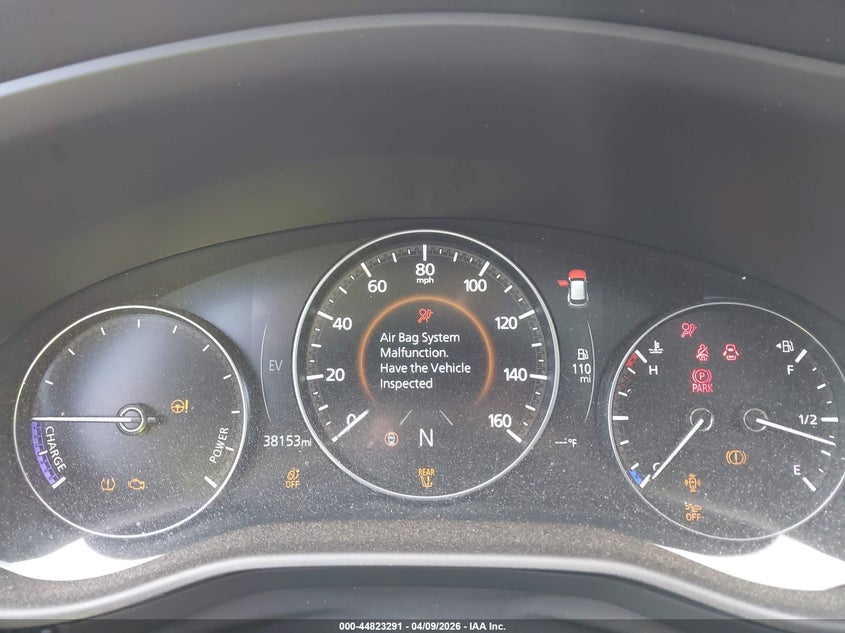 80
mph
60
100
40
120
20
140
0
160
Air Bag System
Malfunction.
Have the Vehicle
Inspected
EV
38153mi
110
mi
N
---°F
OFF
REAR
CHARGE
POWER
H
C
F
1/2
E
P
PARK
OFF
000-44823291 - 04/09/2026 - IAA Inc.